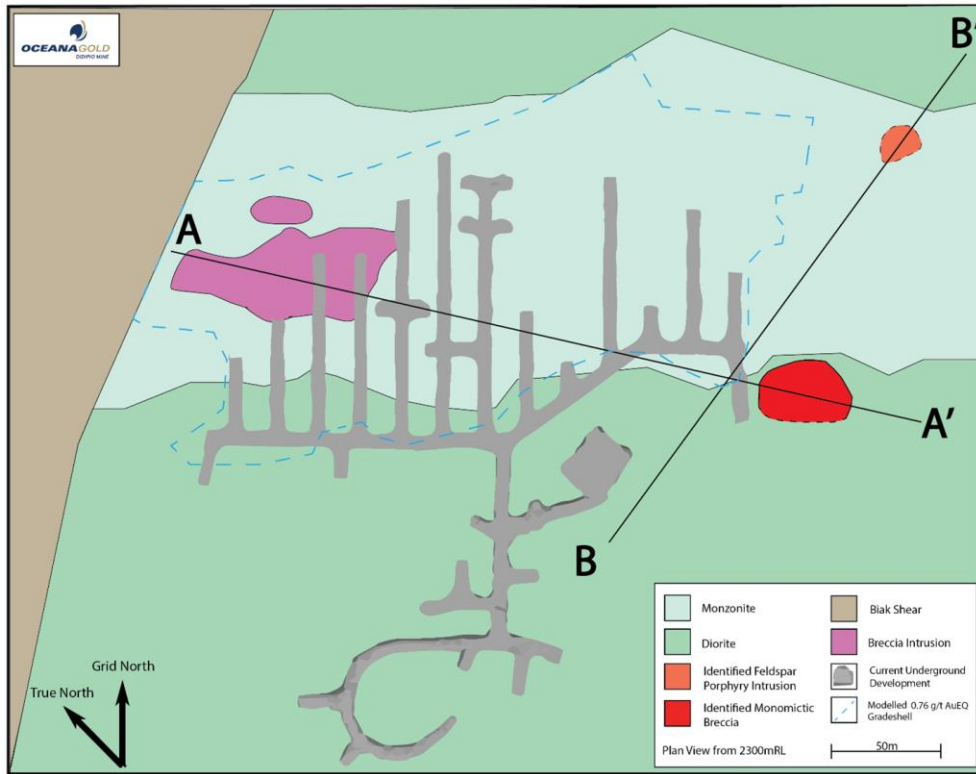 OCEANAGOLD
DIDIPIO MINE
B'
A
A'
B
Monzonite
Diorite
Identified Feldspar
Porphyry Intrusion
Identified Monomictic
Breccia
Biak Shear
Breccia Intrusion
Current Underground
Development
Modelled 0.76 g/t AuEQ
Gradeshell
Plan View from 2300mRL
50m
Grid North
True North